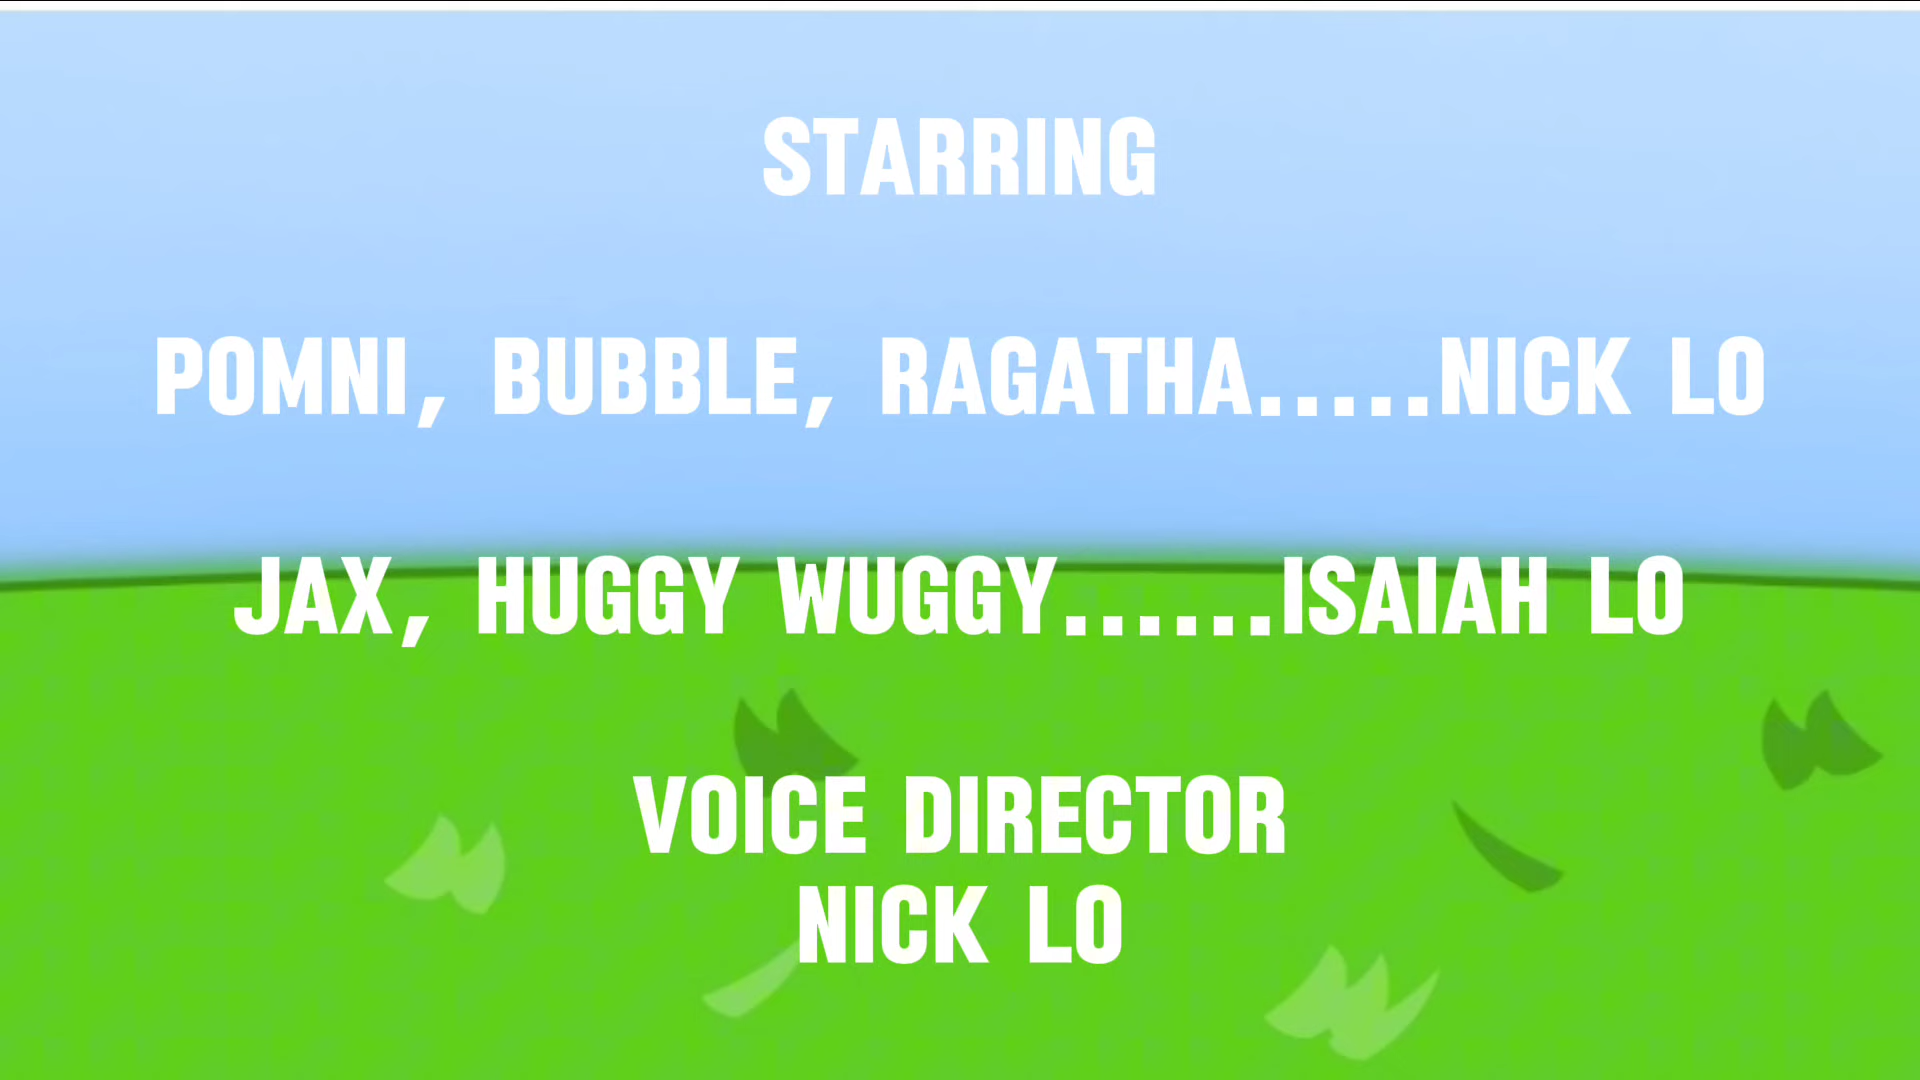 STARRING
POMNI, BUBBLE, RAGATHA.....NICK LO
JAX, HUGGY WUGGY......ISAIAH LO
VOICE DIRECTOR
NICK LO